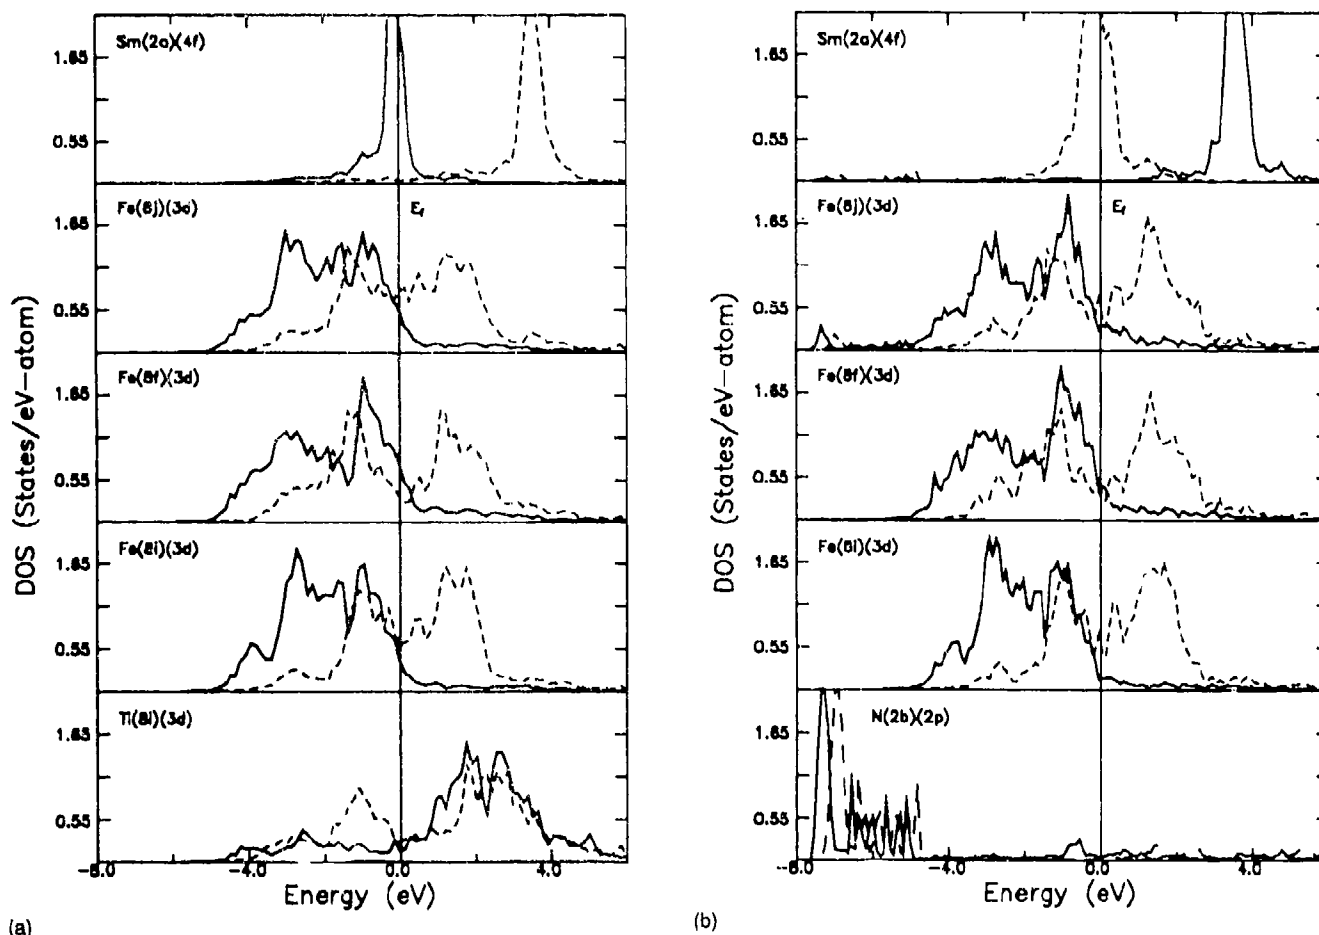 Sm(2a)(4f)
1.65
0.55
Fe(8j)(3d)
Ef
1.65
0.55
Fe(8f)(3d)
1.65
0.55
Fe(8i)(3d)
1.65
0.55
Ti(8i)(3d)
1.65
0.55
-8.0
-4.0
0.0
4.0
DOS (States/eV-atom)
Energy (eV)
(a)
Sm(2a)(4f)
1.65
0.55
Fe(8j)(3d)
Ef
1.65
0.55
Fe(8f)(3d)
1.65
0.55
Fe(8i)(3d)
1.65
0.55
N(2b)(2p)
1.65
0.55
-8.0
-4.0
0.0
4.0
DOS (States/eV-atom)
Energy (eV)
(b)